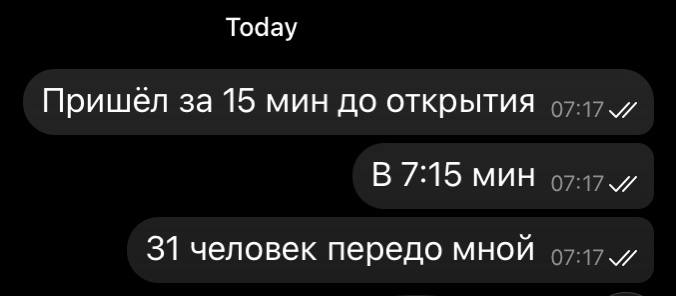 Today
Пришёл за 15 мин до открытия 07:17
В 7:15 мин 07:17
31 человек передо мной 07:17